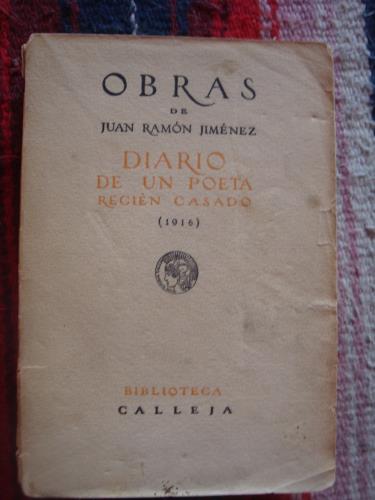 OBRAS
DE
JUAN RAMÓN JIMÉNEZ
DIARIO
DE UN POETA
RECIÉN CASADO
(1916)
BIBLIOTECA
CALLEJA